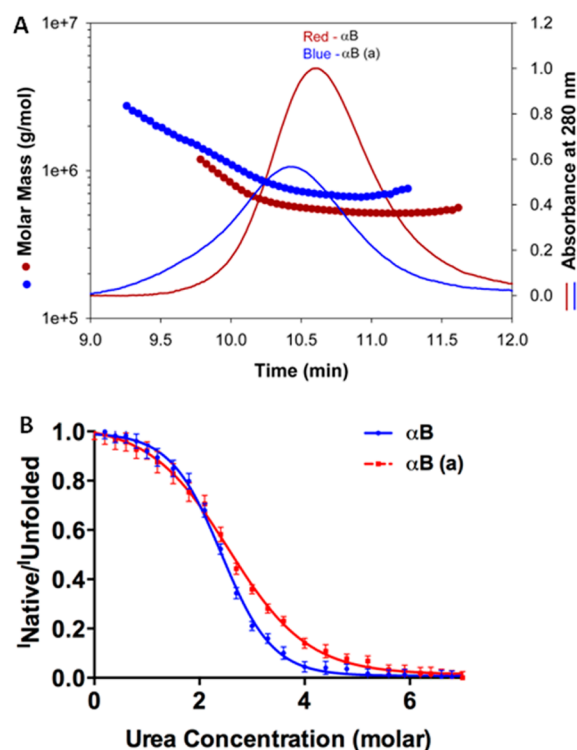 A
Red - αB
Blue - αB (a)
1e+7
1e+6
1e+5
Molar Mass (g/mol)
1.2
1.0
0.8
0.6
0.4
0.2
0.0
Absorbance at 280 nm
9.0 9.5 10.0 10.5 11.0 11.5 12.0
Time (min)
B
αB
αB (a)
1.0
0.8
0.6
0.4
0.2
0.0
INative/IUnfolded
0 2 4 6
Urea Concentration (molar)